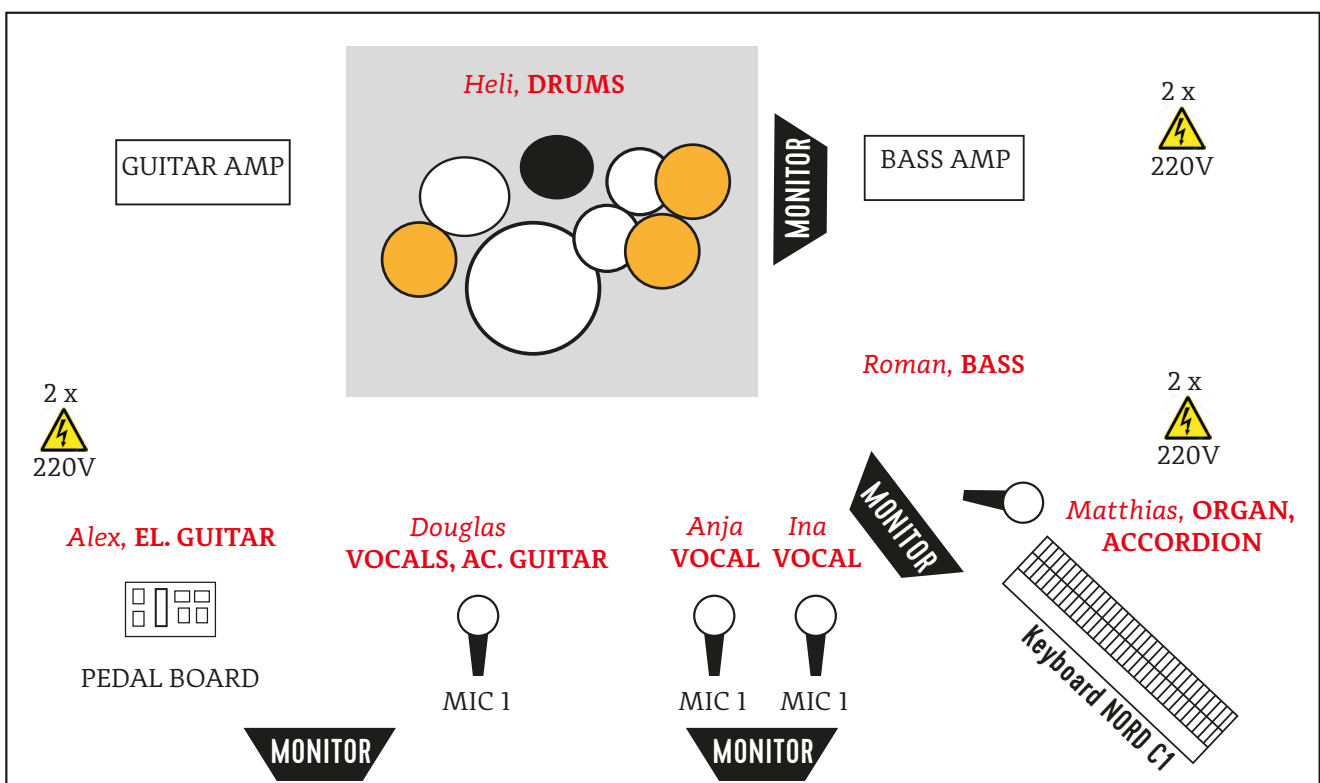 Heli, DRUMS
2 x
220V
GUITAR AMP
MONITOR
BASS AMP
Roman, BASS
2 x
220V
2 x
220V
Alex, EL. GUITAR
Douglas
VOCALS, AC. GUITAR
Anja
VOCAL
Ina
VOCAL
MONITOR
Matthias, ORGAN,
ACCORDION
PEDAL BOARD
MIC 1
MIC 1
MIC 1
Keyboard NORD C1
MONITOR
MONITOR